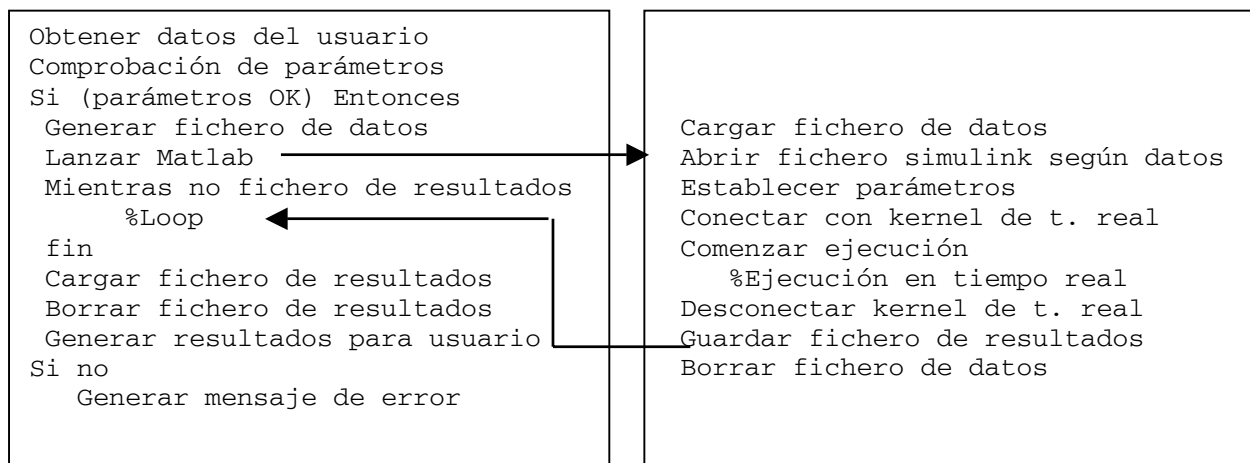 Obtener datos del usuario
Comprobación de parámetros
Si (parámetros OK) Entonces
Generar fichero de datos
Lanzar Matlab
Mientras no fichero de resultados
%Loop
fin
Cargar fichero de resultados
Borrar fichero de resultados
Generar resultados para usuario
Si no
Generar mensaje de error
Cargar fichero de datos
Abrir fichero simulink según datos
Establecer parámetros
Conectar con kernel de t. real
Comenzar ejecución
%Ejecución en tiempo real
Desconectar kernel de t. real
Guardar fichero de resultados
Borrar fichero de datos